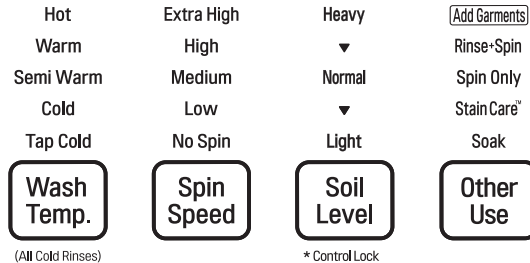 Hot Extra High Heavy Add Garments
Warm High ▼ Rinse+Spin
Semi Warm Medium Normal Spin Only
Cold Low ▼ Stain Care™
Tap Cold No Spin Light Soak
Wash Spin Soil Other
Temp. Speed Level Use
(All Cold Rinses) * Control Lock